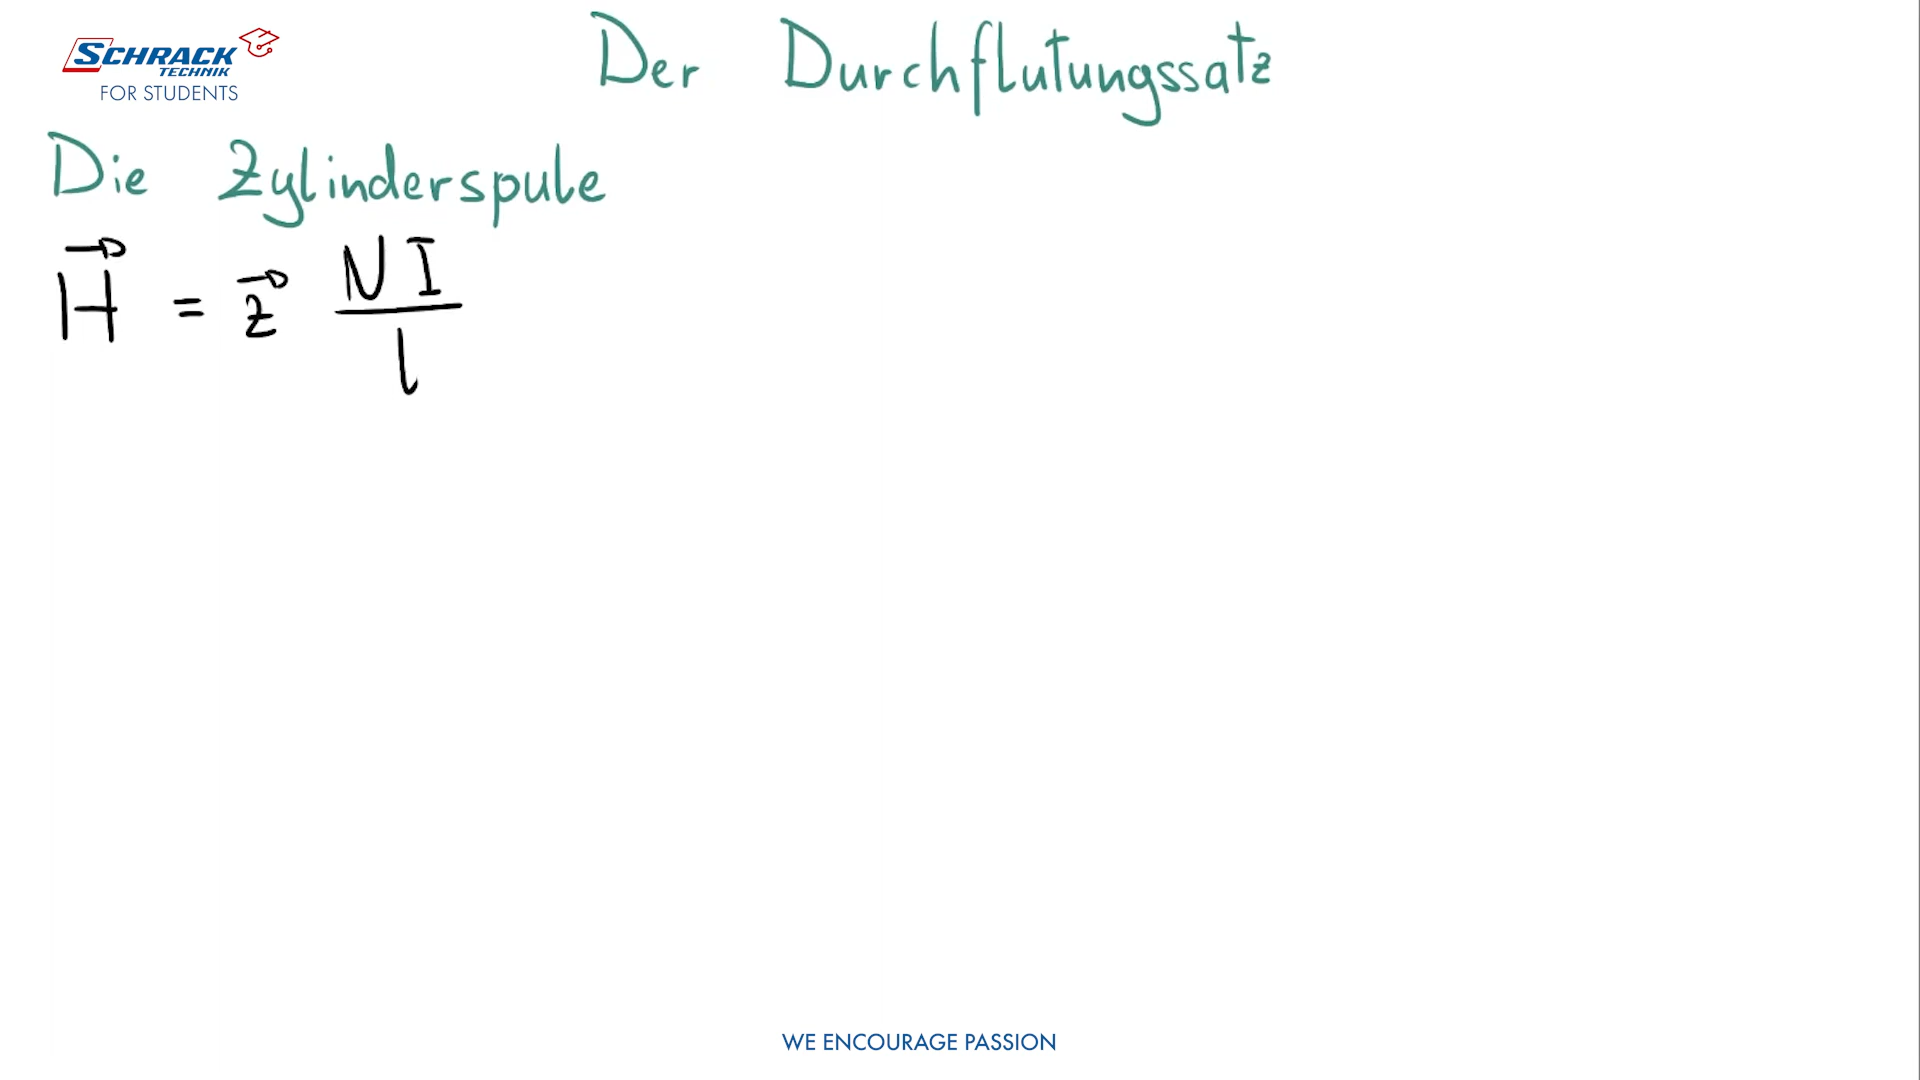 SCHRACK
TECHNIK
FOR STUDENTS
Der Durchflutungssatz
Die Zylinderspule
H⃗ = z⃗ NI/l
WE ENCOURAGE PASSION